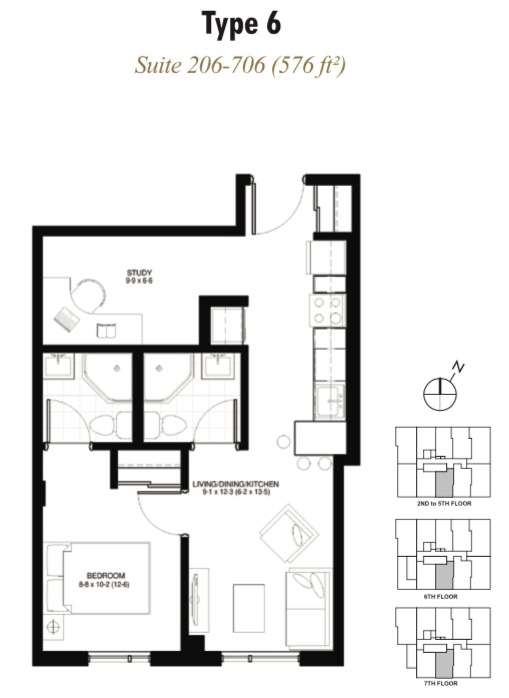 Type 6
Suite 206-706 (576 ft²)
STUDY
9-9 x 6-6
LIVING/DINING/KITCHEN
9-1 x 12-3 (6-2 x 13-5)
BEDROOM
8-8 x 10-2 (12-6)
N
2ND to 5TH FLOOR
6TH FLOOR
7TH FLOOR